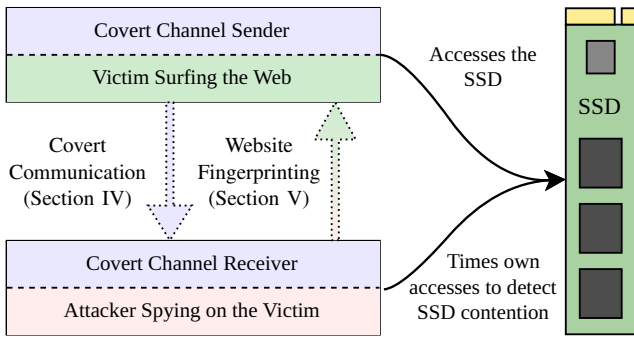 Covert Channel Sender
Victim Surfing the Web
Accesses the
SSD
SSD
Covert
Communication
(Section IV)
Website
Fingerprinting
(Section V)
Covert Channel Receiver
Attacker Spying on the Victim
Times own
accesses to detect
SSD contention